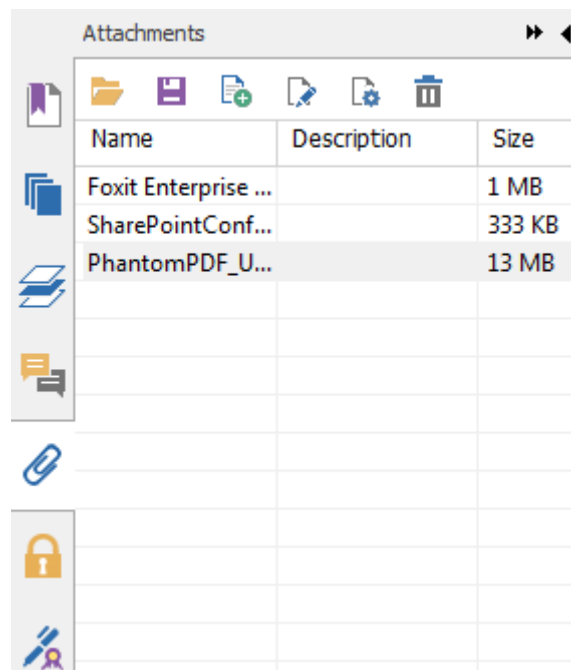 Attachments
Name Description Size
Foxit Enterprise ... 1 MB
SharePointConf... 333 KB
PhantomPDF_U... 13 MB